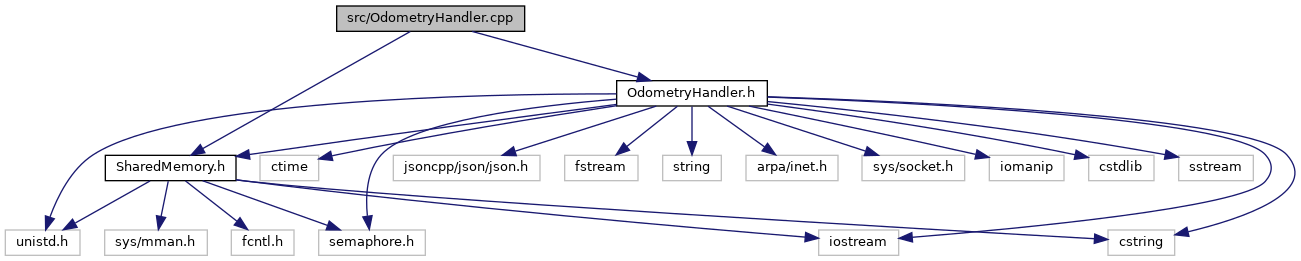 src/OdometryHandler.cpp
OdometryHandler.h
SharedMemory.h
ctime
jsoncpp/json/json.h
fstream
string
arpa/inet.h
sys/socket.h
iomanip
cstdlib
sstream
unistd.h
sys/mman.h
fcntl.h
semaphore.h
iostream
cstring